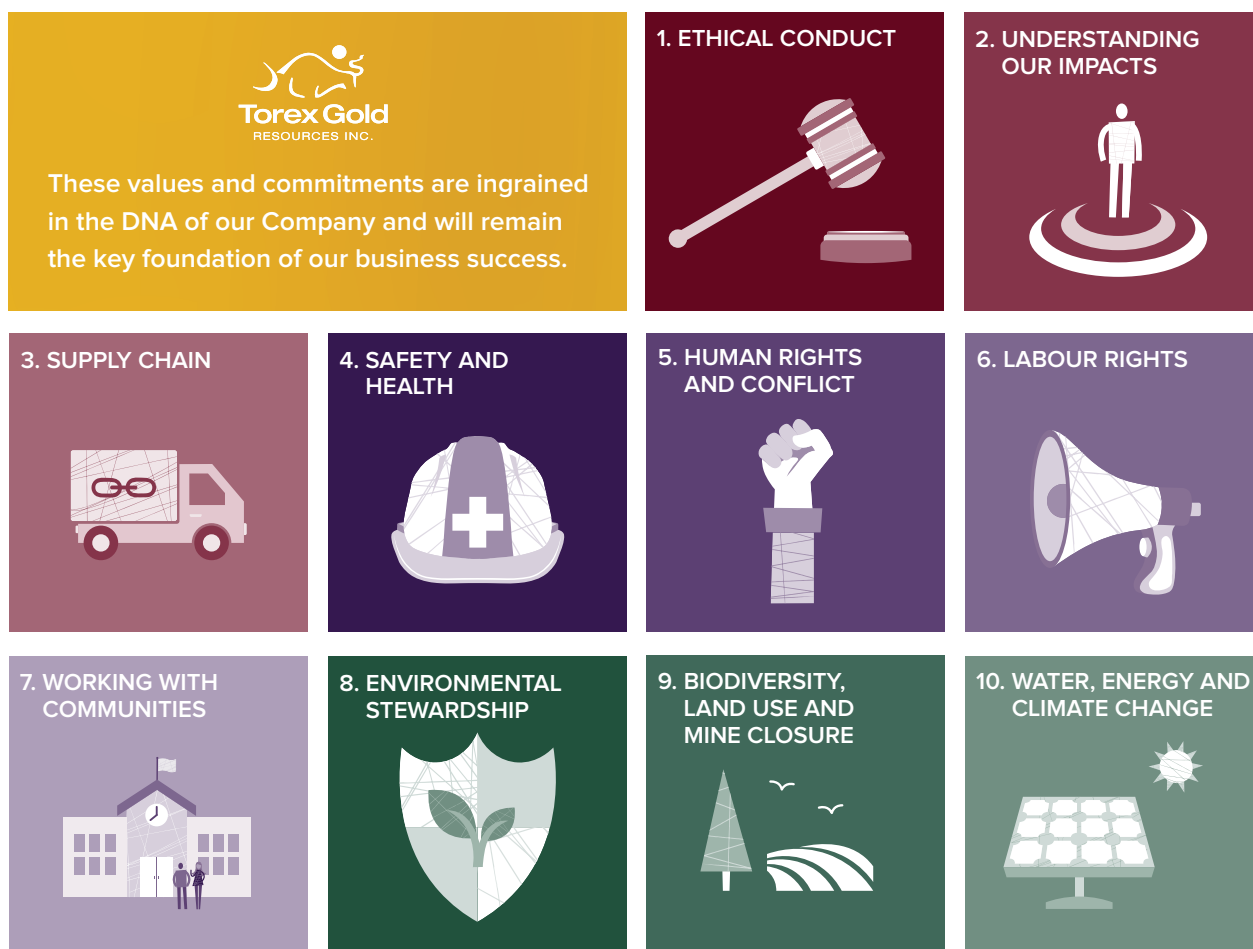 Torex Gold
RESOURCES INC.
These values and commitments are ingrained
in the DNA of our Company and will remain
the key foundation of our business success.
1. ETHICAL CONDUCT
2. UNDERSTANDING
OUR IMPACTS
3. SUPPLY CHAIN
4. SAFETY AND
HEALTH
5. HUMAN RIGHTS
AND CONFLICT
6. LABOUR RIGHTS
7. WORKING WITH
COMMUNITIES
8. ENVIRONMENTAL
STEWARDSHIP
9. BIODIVERSITY,
LAND USE AND
MINE CLOSURE
10. WATER, ENERGY AND
CLIMATE CHANGE